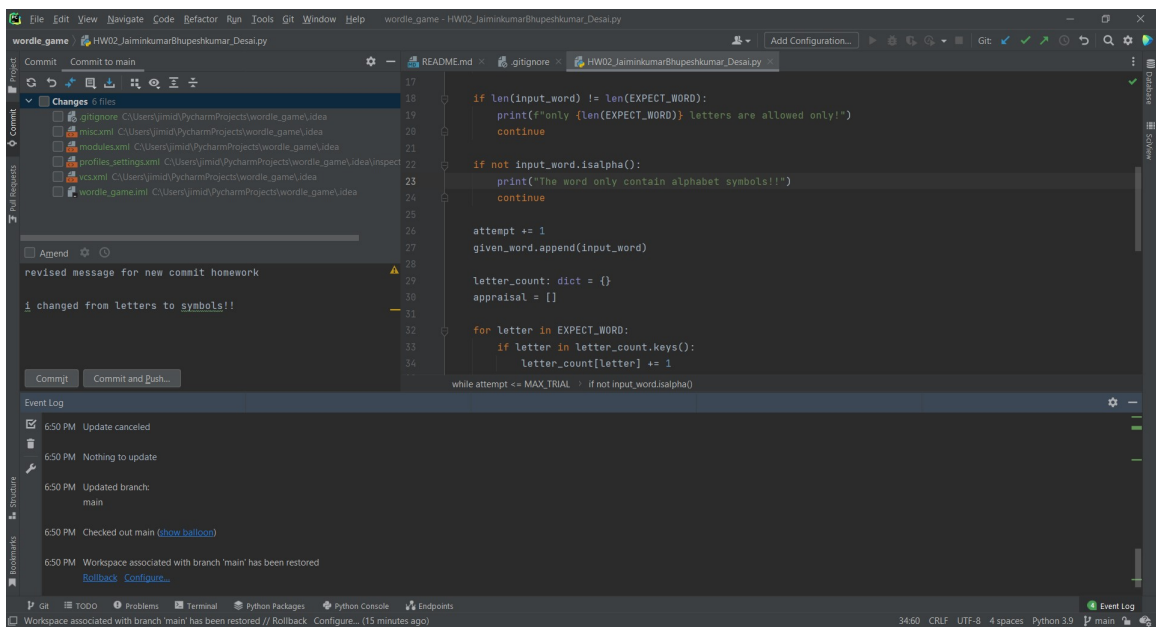 File Edit View Navigate Code Refactor Run Tools Git Window Help wordle_game - HW02_JaiminkumarBhupeshkumar_Desai.py
wordle_game HW02_JaiminkumarBhupeshkumar_Desai.py Add Configuration... Git:
Project
Commit
Pull Requests
Structure
Bookmarks
Commit Commit to main
Changes 6 files
.gitignore C:\Users\jimid\PycharmProjects\wordle_game\.idea
misc.xml C:\Users\jimid\PycharmProjects\wordle_game\.idea
modules.xml C:\Users\jimid\PycharmProjects\wordle_game\.idea
profiles_settings.xml C:\Users\jimid\PycharmProjects\wordle_game\.idea\inspect
vcs.xml C:\Users\jimid\PycharmProjects\wordle_game\.idea
wordle_game.iml C:\Users\jimid\PycharmProjects\wordle_game\.idea
Amend
revised message for new commit homework
i changed from letters to symbols!!
Commit Commit and Push...
README.md .gitignore HW02_JaiminkumarBhupeshkumar_Desai.py
17
18 if len(input_word) != len(EXPECT_WORD):
19 print(f"only {len(EXPECT_WORD)} letters are allowed only!")
20 continue
21
22 if not input_word.isalpha():
23 print("The word only contain alphabet symbols!!")
24 continue
25
26 attempt += 1
27 given_word.append(input_word)
28
29 letter_count: dict = {}
30 appraisal = []
31
32 for letter in EXPECT_WORD:
33 if letter in letter_count.keys():
34 letter_count[letter] += 1
while attempt <= MAX_TRIAL if not input_word.isalpha()
Database
SciView
Event Log
6:50 PM Update canceled
6:50 PM Nothing to update
6:50 PM Updated branch:
main
6:50 PM Checked out main (show balloon)
6:50 PM Workspace associated with branch 'main' has been restored
Rollback Configure...
Git TODO Problems Terminal Python Packages Python Console Endpoints 4 Event Log
Workspace associated with branch 'main' has been restored // Rollback Configure... (15 minutes ago) 34:60 CRLF UTF-8 4 spaces Python 3.9 main